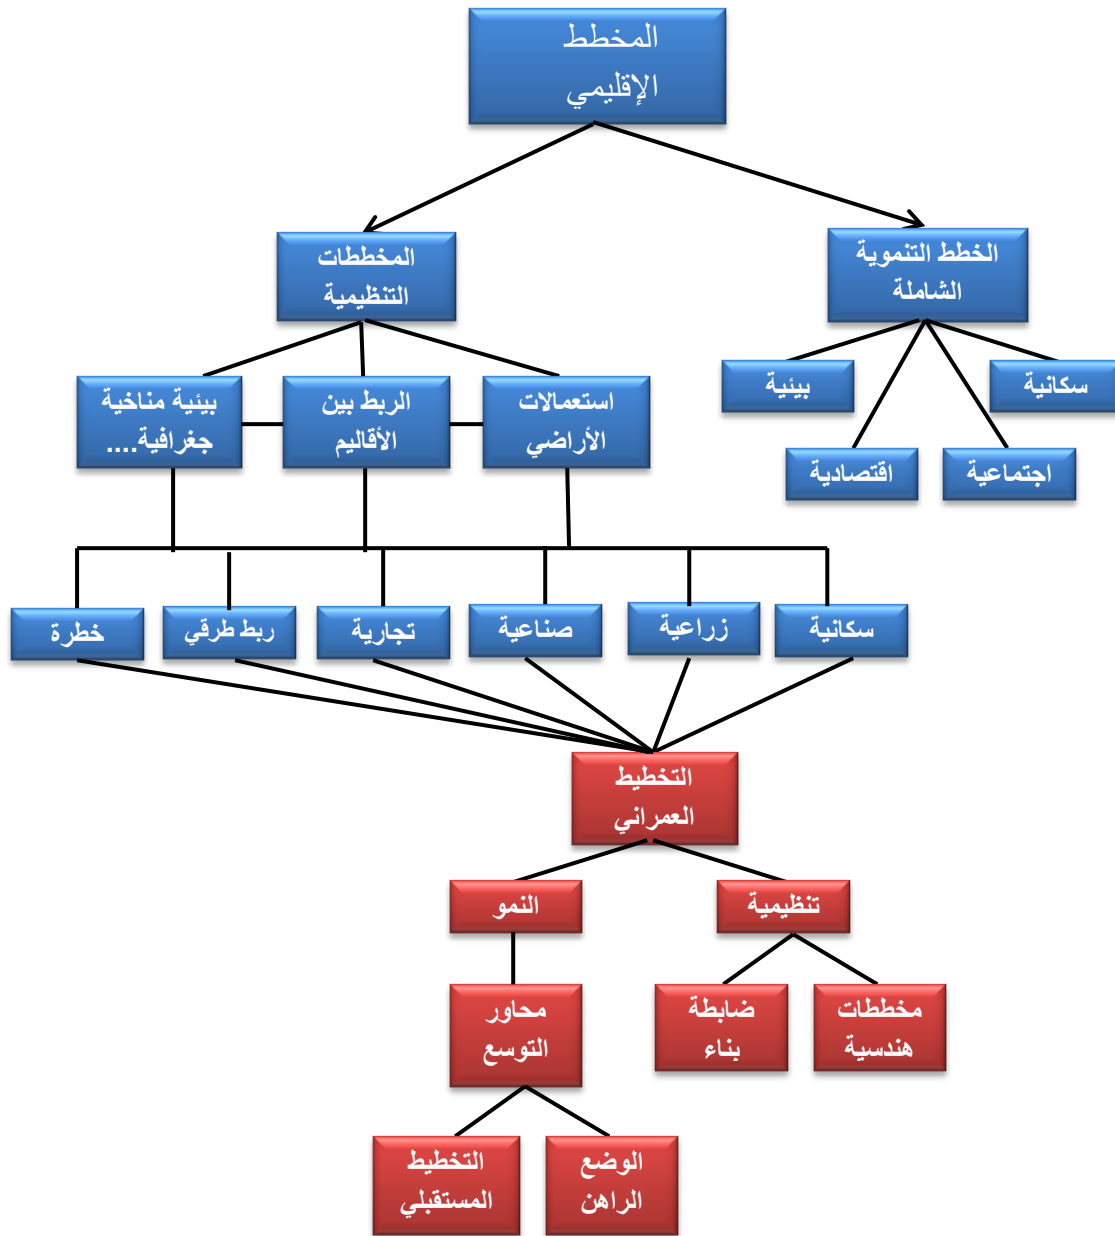 المخطط
الإقليمي
الخطط التنموية
الشاملة
المخططات
التنظيمية
سكانية
بيئية
اجتماعية
اقتصادية
استعمالات
الأراضي
الربط بين
الأقاليم
بيئية مناخية
جغرافية....
سكانية
زراعية
صناعية
تجارية
ربط طرقي
خطرة
التخطيط
العمراني
تنظيمية
النمو
مخططات
هندسية
ضابطة
بناء
محاور
التوسع
الوضع
الراهن
التخطيط
المستقبلي